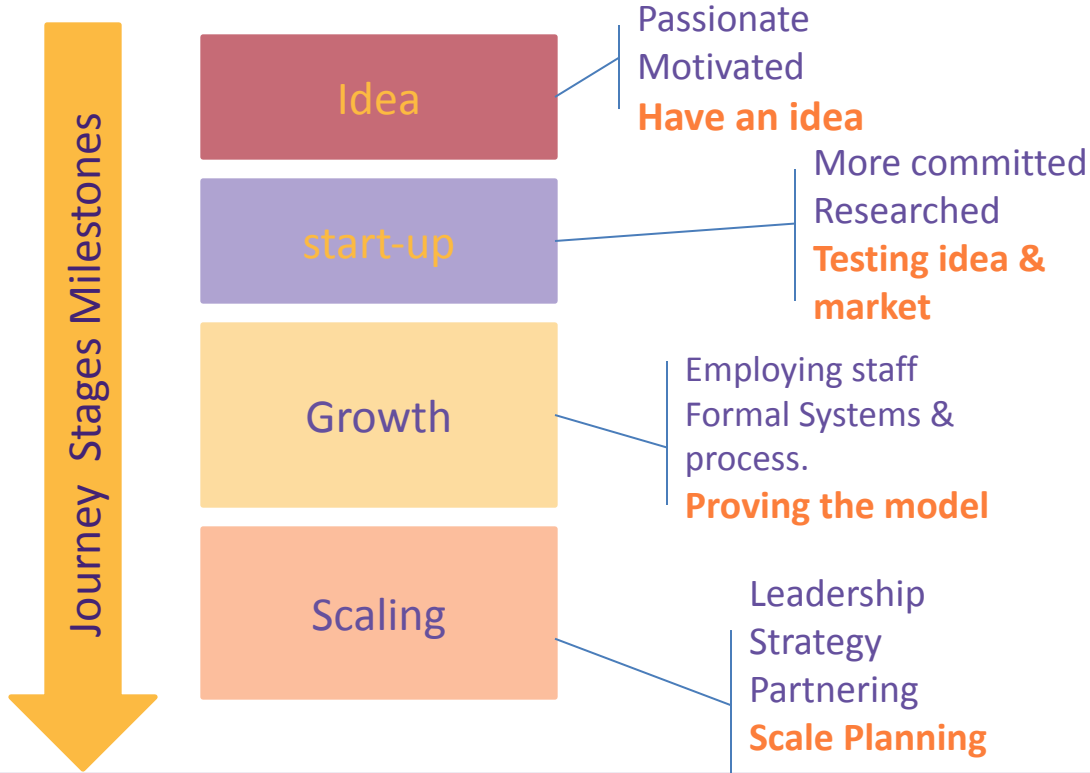 Journey Stages Milestones
Idea
Passionate
Motivated
Have an idea
start-up
More committed
Researched
Testing idea &
market
Growth
Employing staff
Formal Systems &
process.
Proving the model
Scaling
Leadership
Strategy
Partnering
Scale Planning